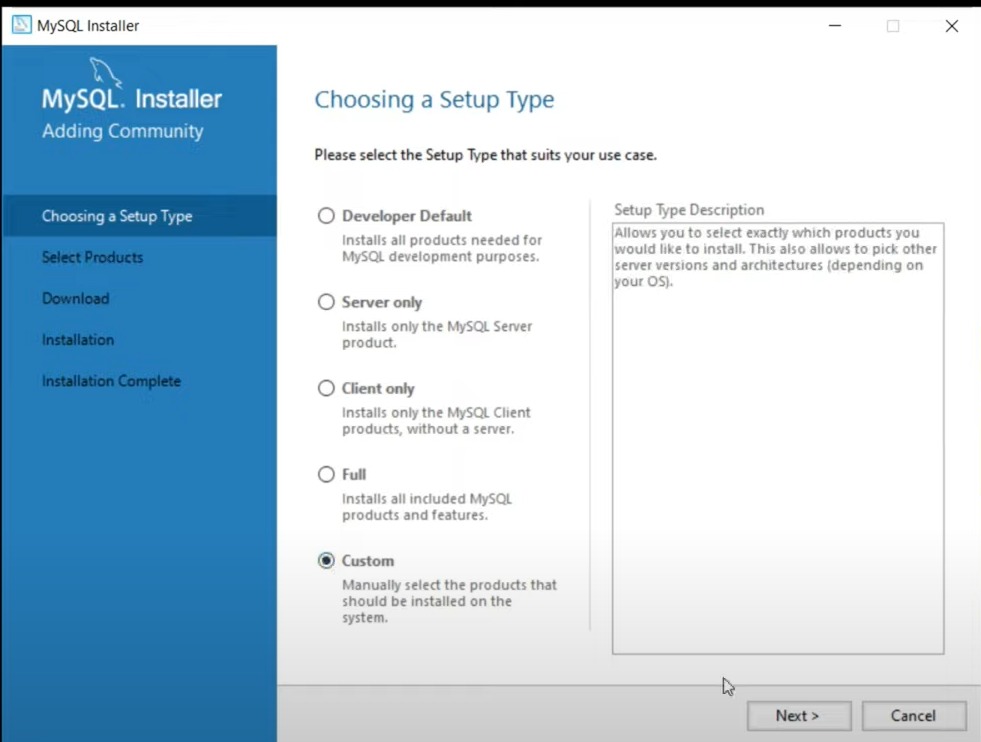 MySQL Installer
MySQL. Installer
Adding Community
Choosing a Setup Type
Select Products
Download
Installation
Installation Complete
Choosing a Setup Type
Please select the Setup Type that suits your use case.
Developer Default
Installs all products needed for
MySQL development purposes.
Server only
Installs only the MySQL Server
product.
Client only
Installs only the MySQL Client
products, without a server.
Full
Installs all included MySQL
products and features.
Custom
Manually select the products that
should be installed on the
system.
Setup Type Description
Allows you to select exactly which products you
would like to install. This also allows to pick other
server versions and architectures (depending on
your OS).
Next >
Cancel